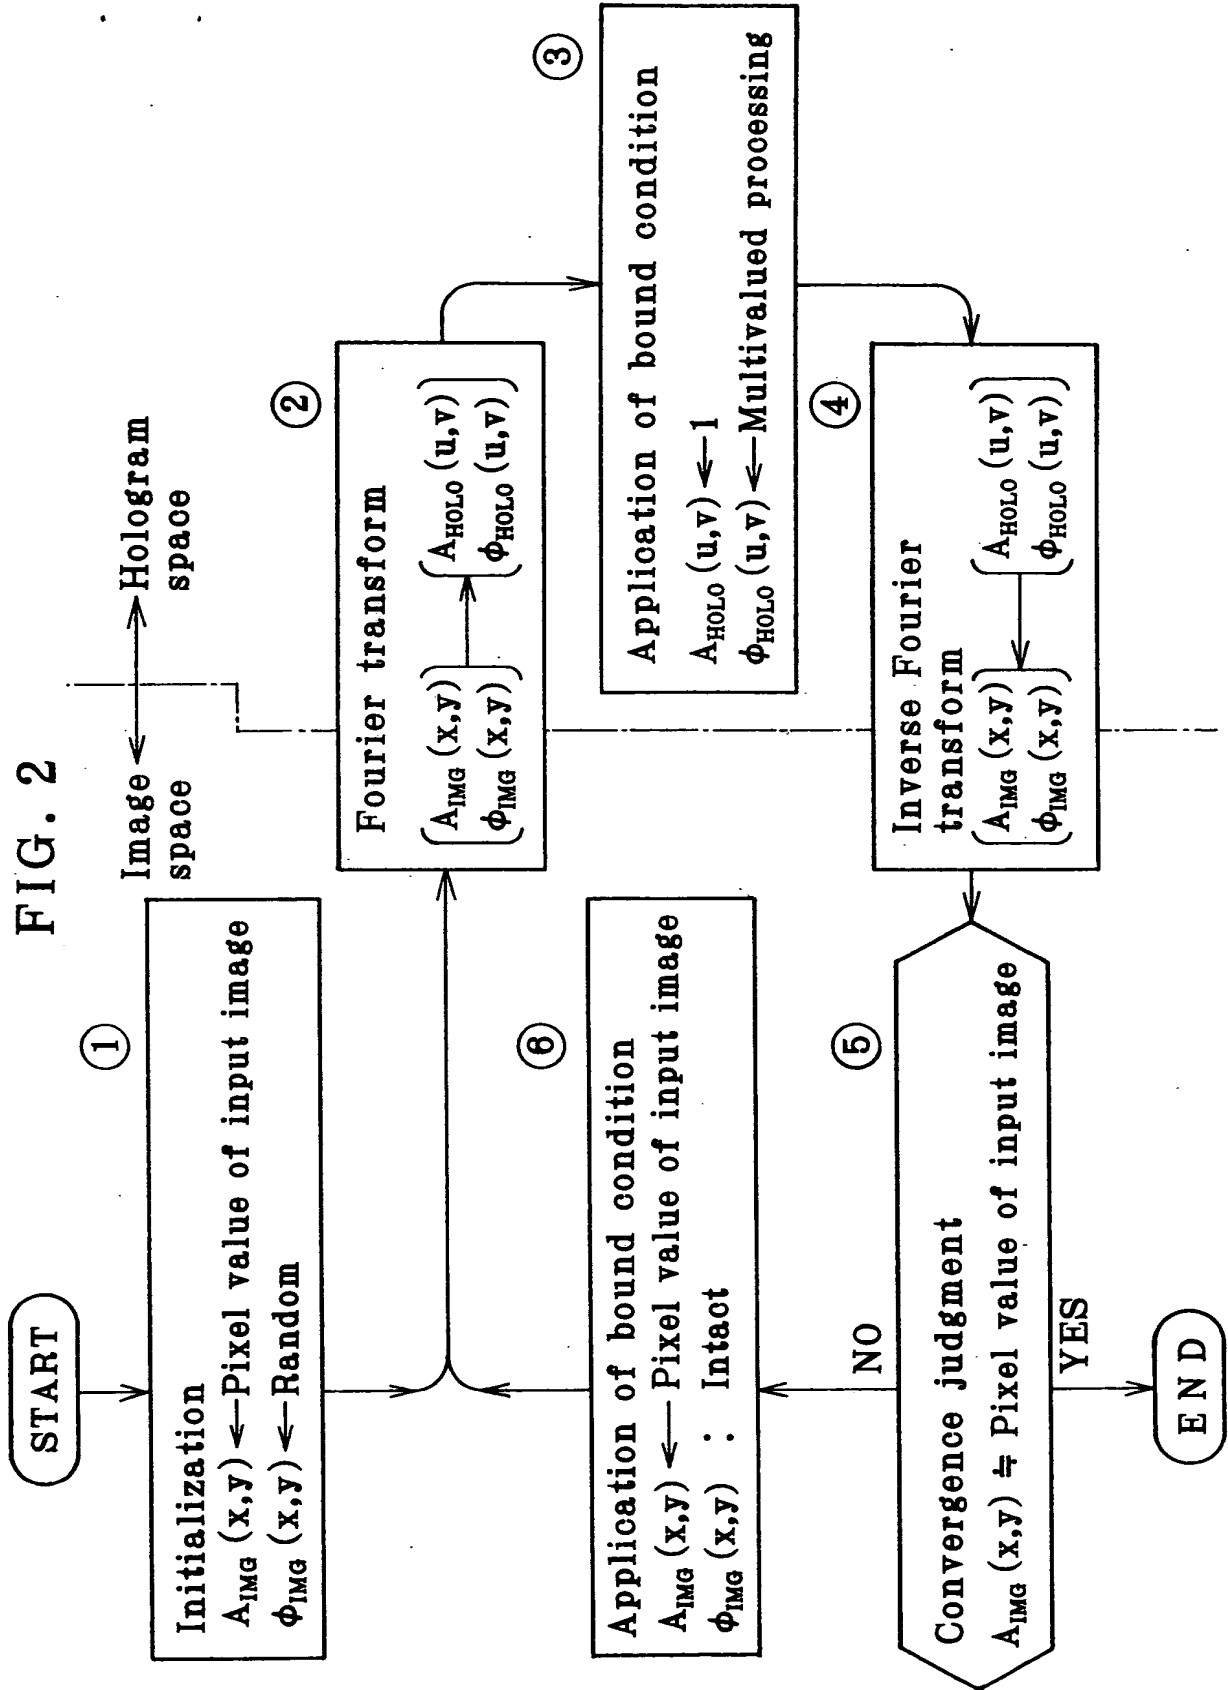 FIG. 2
Image space ⟷ Hologram space
START
①
Initialization
A_IMG (x,y) ← Pixel value of input image
ϕ_IMG (x,y) ← Random
②
Fourier transform
(A_IMG (x,y) → (A_HOLO (u,v)
ϕ_IMG (x,y)) ϕ_HOLO (u,v))
③
Application of bound condition
A_HOLO (u,v) ← 1
ϕ_HOLO (u,v) ← Multivalued processing
④
Inverse Fourier
transform
(A_IMG (x,y) ← (A_HOLO (u,v)
ϕ_IMG (x,y)) ϕ_HOLO (u,v))
⑤
Convergence judgment
A_IMG (x,y) ≒ Pixel value of input image
NO
YES
⑥
Application of bound condition
A_IMG (x,y) ← Pixel value of input image
ϕ_IMG (x,y) : Intact
END